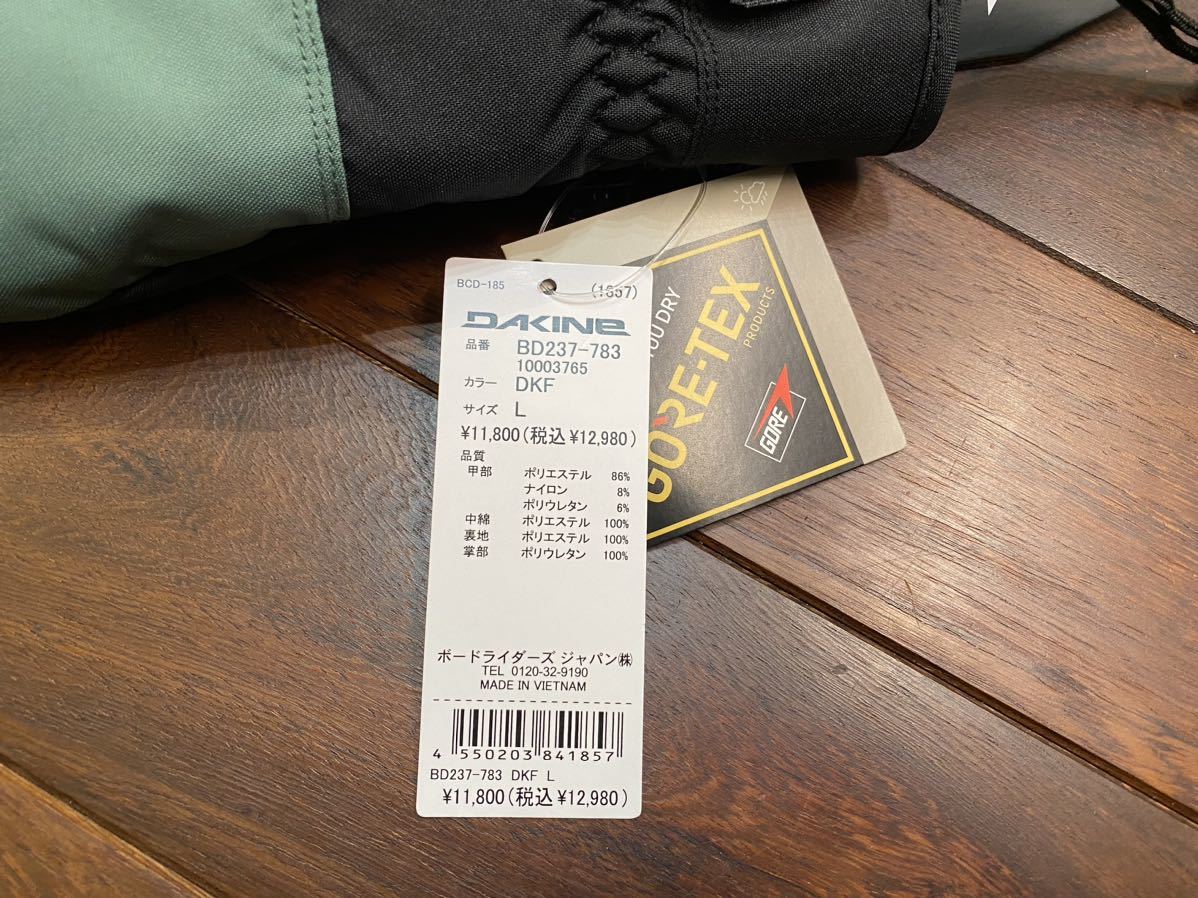 BCD-185
(1857)
DAKINE
品番 BD237-783
10003765
カラー DKF
サイズ L
¥11,800(税込¥12,980)
品質
甲部 ポリエステル 86%
ナイロン 8%
ポリウレタン 6%
中綿 ポリエステル 100%
裏地 ポリエステル 100%
掌部 ポリウレタン 100%
ボードライダーズ ジャパン㈱
TEL 0120-32-9190
MADE IN VIETNAM
4 550203 841857
BD237-783 DKF L
¥11,800(税込¥12,980)
YOU DRY
GORE-TEX
PRODUCTS
GORE